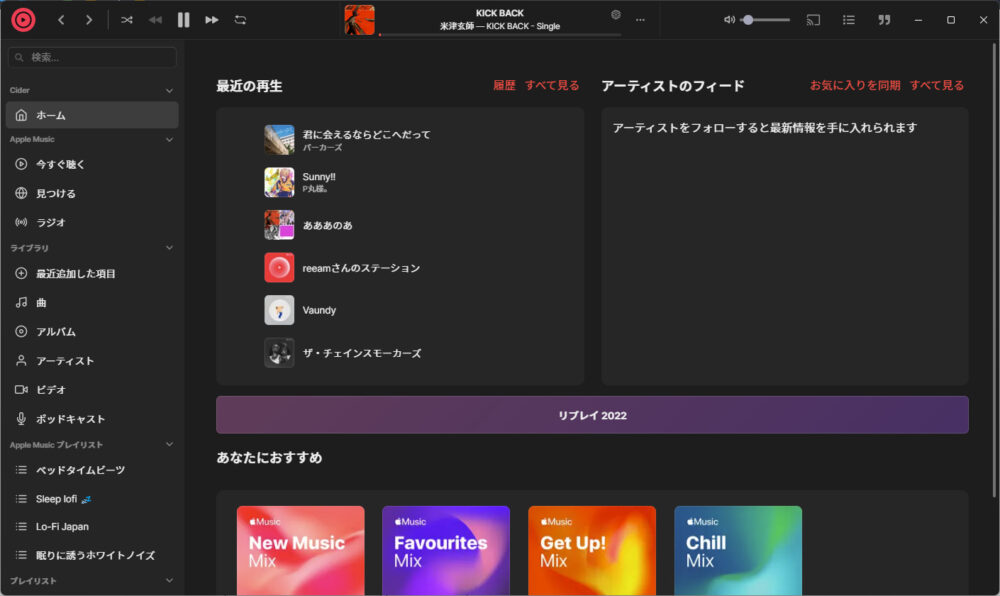 KICK BACK
米津玄師 — KICK BACK - Single
検索...
Cider
ホーム
Apple Music
今すぐ聴く
見つける
ラジオ
ライブラリ
最近追加した項目
曲
アルバム
アーティスト
ビデオ
ポッドキャスト
Apple Music プレイリスト
ベッドタイムビーツ
Sleep lofi 💤
Lo-Fi Japan
眠りに誘うホワイトノイズ
プレイリスト
最近の再生
履歴 すべて見る
君に会えるならどこへだって
パーカーズ
Sunny!!
P丸様。
あああのあ
reeamさんのステーション
Vaundy
ザ・チェインスモーカーズ
アーティストのフィード
お気に入りを同期 すべて見る
アーティストをフォローすると最新情報を手に入れられます
リプレイ 2022
あなたにおすすめ
Music
New Music
Mix
Music
Favourites
Mix
Music
Get Up!
Mix
Music
Chill
Mix